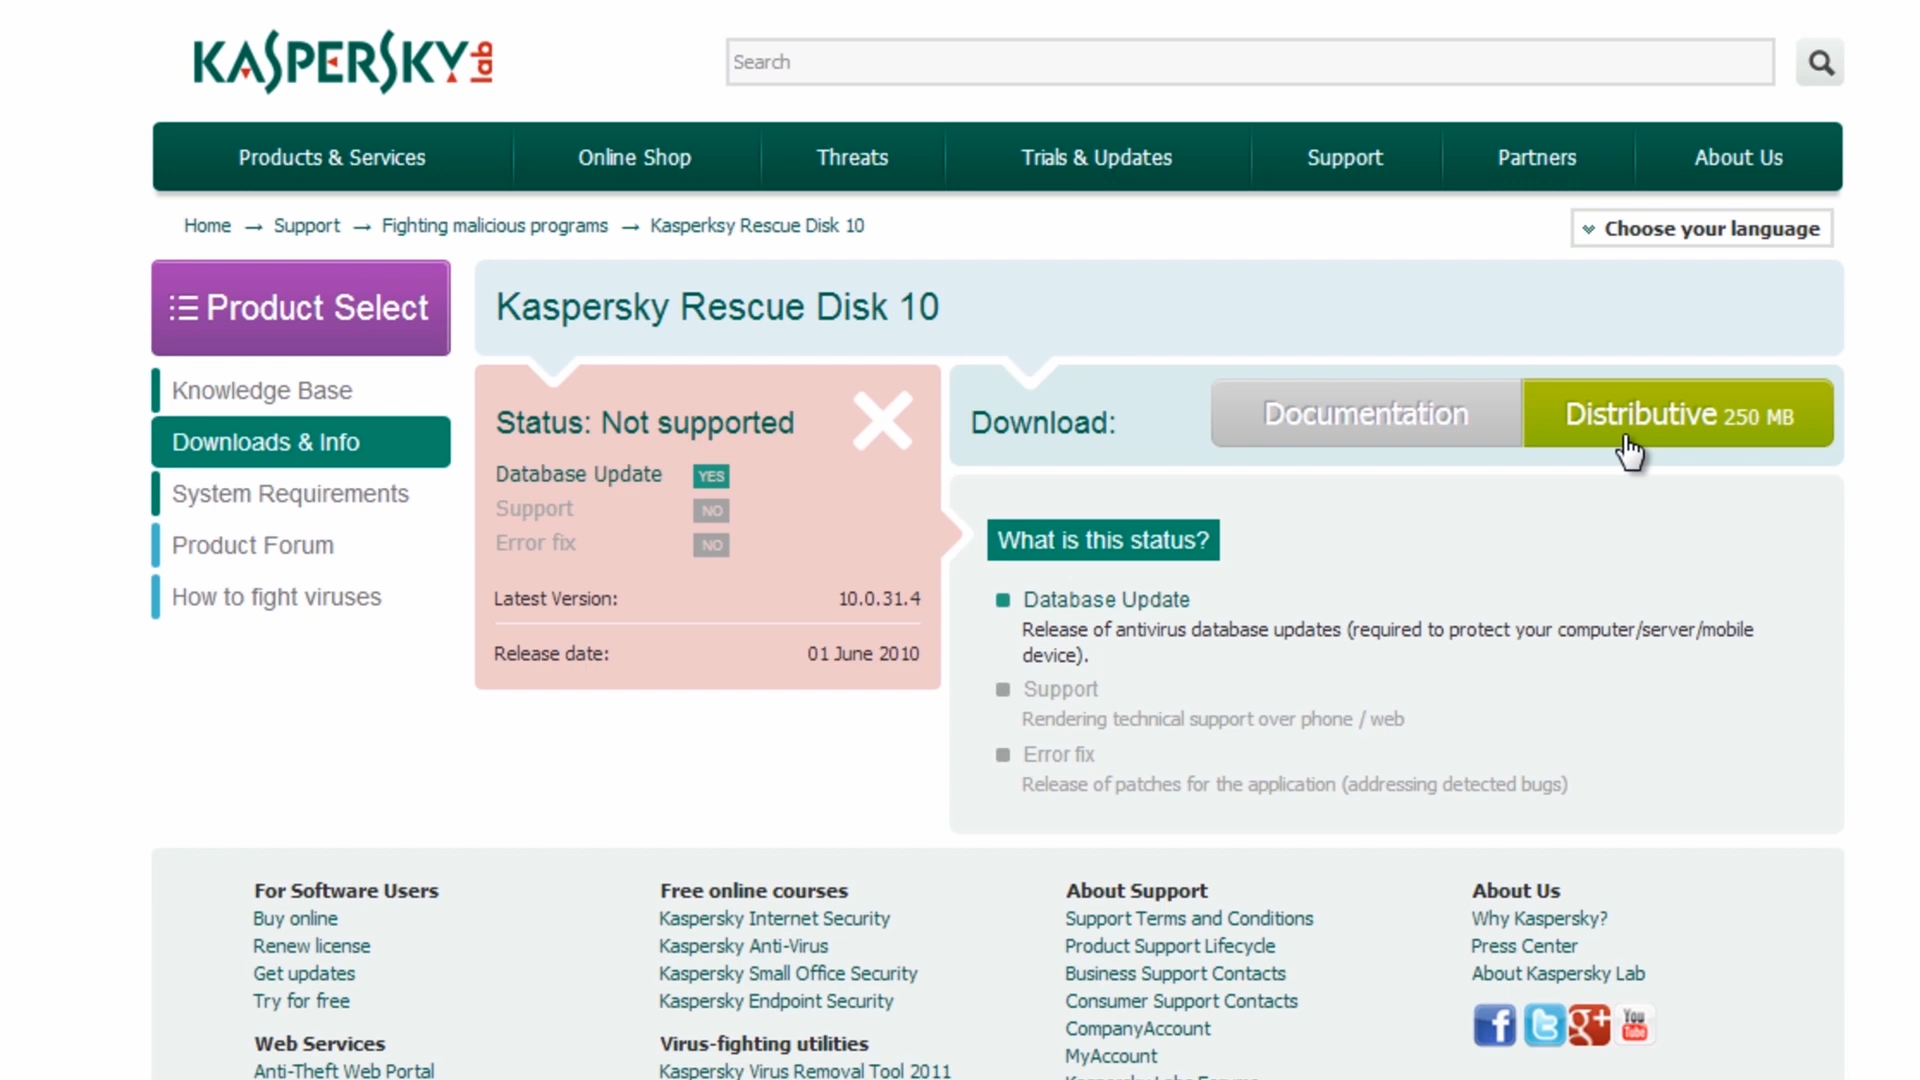 KASPERSKY lab
Search
Products & Services
Online Shop
Threats
Trials & Updates
Support
Partners
About Us
Home → Support → Fighting malicious programs → Kasperksy Rescue Disk 10
Choose your language
Product Select
Knowledge Base
Downloads & Info
System Requirements
Product Forum
How to fight viruses
Kaspersky Rescue Disk 10
Status: Not supported
Database Update YES
Support NO
Error fix NO
Latest Version: 10.0.31.4
Release date: 01 June 2010
Download:
Documentation
Distributive 250 MB
What is this status?
Database Update
Release of antivirus database updates (required to protect your computer/server/mobile
device).
Support
Rendering technical support over phone / web
Error fix
Release of patches for the application (addressing detected bugs)
For Software Users
Buy online
Renew license
Get updates
Try for free
Web Services
Anti-Theft Web Portal
Free online courses
Kaspersky Internet Security
Kaspersky Anti-Virus
Kaspersky Small Office Security
Kaspersky Endpoint Security
Virus-fighting utilities
Kaspersky Virus Removal Tool 2011
About Support
Support Terms and Conditions
Product Support Lifecycle
Business Support Contacts
Consumer Support Contacts
CompanyAccount
MyAccount
About Us
Why Kaspersky?
Press Center
About Kaspersky Lab
You
Tube